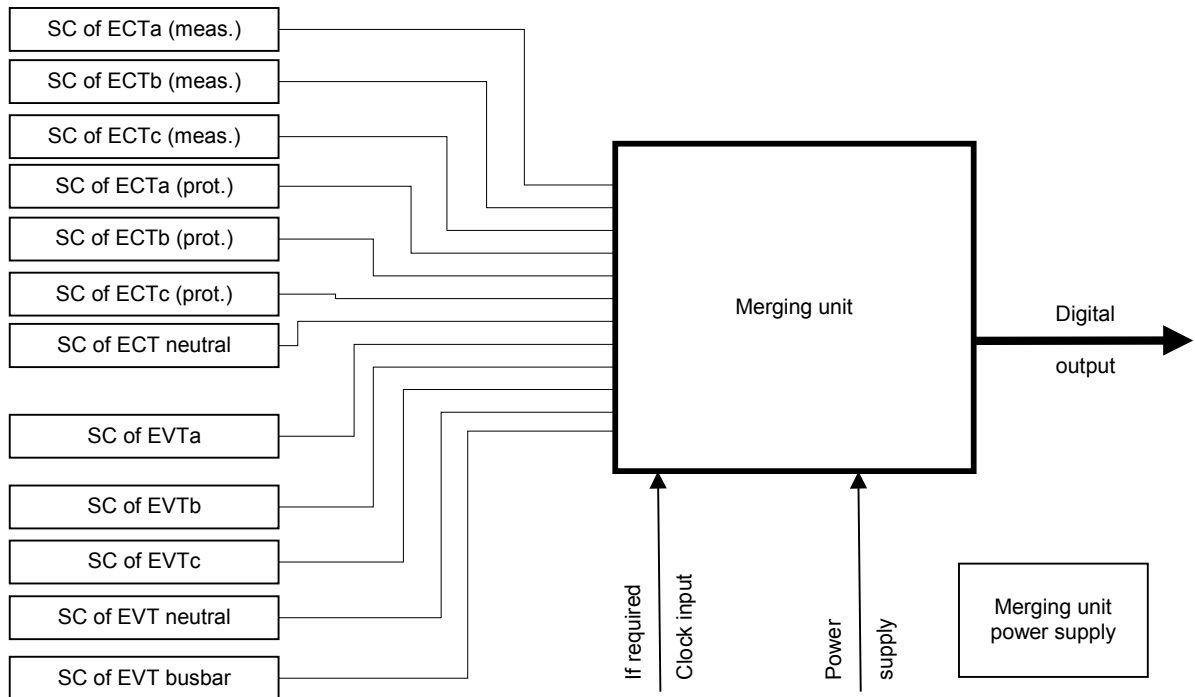 SC of ECTa (meas.)
SC of ECTb (meas.)
SC of ECTc (meas.)
SC of ECTa (prot.)
SC of ECTb (prot.)
SC of ECTc (prot.)
SC of ECT neutral
SC of EVTa
SC of EVTb
SC of EVTc
SC of EVT neutral
SC of EVT busbar
Merging unit
Digital
output
If required
Clock input
Power
supply
Merging unit
power supply